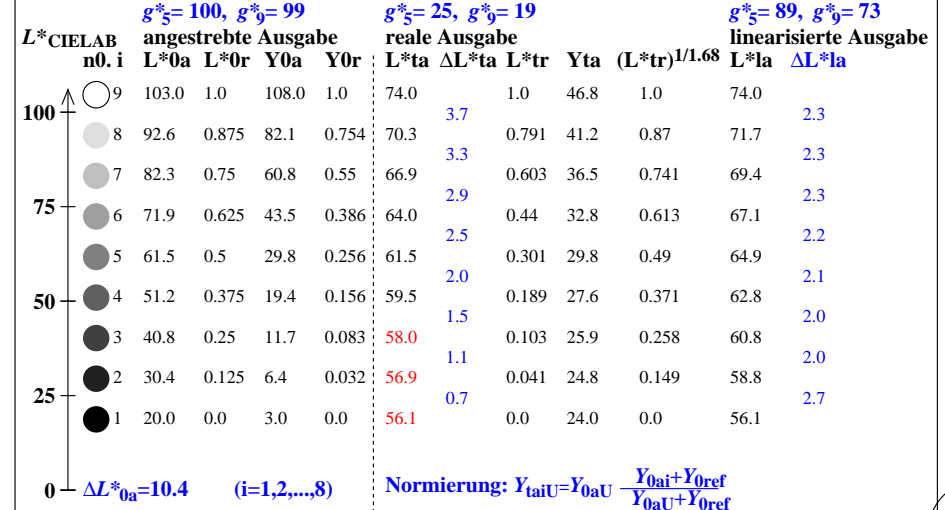 g*5= 100, g*9= 99 g*5= 25, g*9= 19 g*5= 89, g*9= 73
L*CIELAB angestrebte Ausgabe reale Ausgabe linearisierte Ausgabe
n0. i L*0a L*0r Y0a Y0r L*ta ΔL*ta L*tr Yta (L*tr)1/1.68 L*la ΔL*la
9 103.0 1.0 108.0 1.0 74.0 1.0 46.8 1.0 74.0
100 3.7 2.3
8 92.6 0.875 82.1 0.754 70.3 0.791 41.2 0.87 71.7
3.3 2.3
7 82.3 0.75 60.8 0.55 66.9 0.603 36.5 0.741 69.4
2.9 2.3
75
6 71.9 0.625 43.5 0.386 64.0 0.44 32.8 0.613 67.1
2.5 2.2
5 61.5 0.5 29.8 0.256 61.5 0.301 29.8 0.49 64.9
2.0 2.1
50 4 51.2 0.375 19.4 0.156 59.5 0.189 27.6 0.371 62.8
1.5 2.0
3 40.8 0.25 11.7 0.083 58.0 0.103 25.9 0.258 60.8
1.1 2.0
2 30.4 0.125 6.4 0.032 56.9 0.041 24.8 0.149 58.8
25 0.7 2.7
1 20.0 0.0 3.0 0.0 56.1 0.0 24.0 0.0 56.1
0 ΔL*0a=10.4 (i=1,2,...,8) Normierung: YtaiU=Y0aU Y0ai+Y0ref
Y0aU+Y0ref